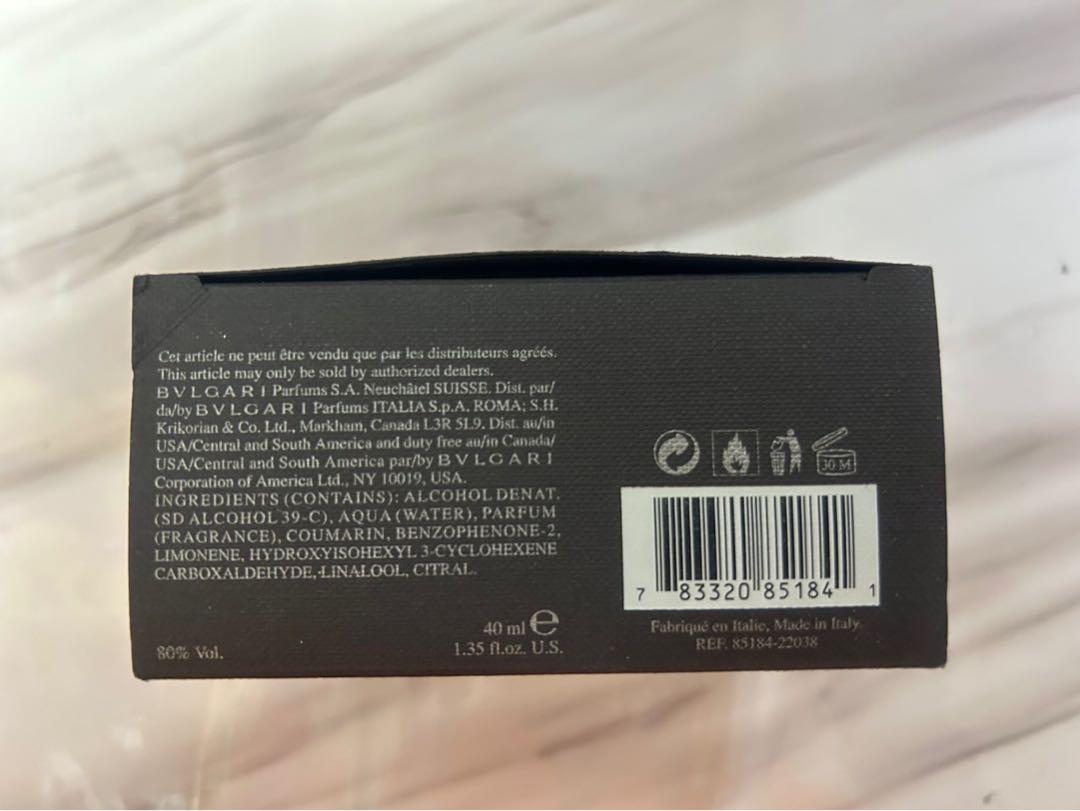 Cet article ne peut être vendu que par les distributeurs agréés.
This article may only be sold by authorized dealers.
BVLGARI Parfums S.A. Neuchâtel SUISSE. Dist. par/
da/by BVLGARI Parfums ITALIA S.p.A. ROMA; S.H.
Krikorian & Co. Ltd., Markham, Canada L3R 5L9. Dist. au/in
USA/Central and South America and duty free au/in Canada/
USA/Central and South America par/by BVLGARI
Corporation of America Ltd., NY 10019, USA.
INGREDIENTS (CONTAINS): ALCOHOL DENAT.
(SD ALCOHOL 39-C), AQUA (WATER), PARFUM
(FRAGRANCE), COUMARIN, BENZOPHENONE-2,
LIMONENE, HYDROXYISOHEXYL 3-CYCLOHEXENE
CARBOXALDEHYDE, LINALOOL, CITRAL.
80% Vol.
40 ml e
1.35 fl.oz. U.S.
30 M
7 83320 85184 1
Fabriqué en Italie, Made in Italy.
REF. 85184-22038